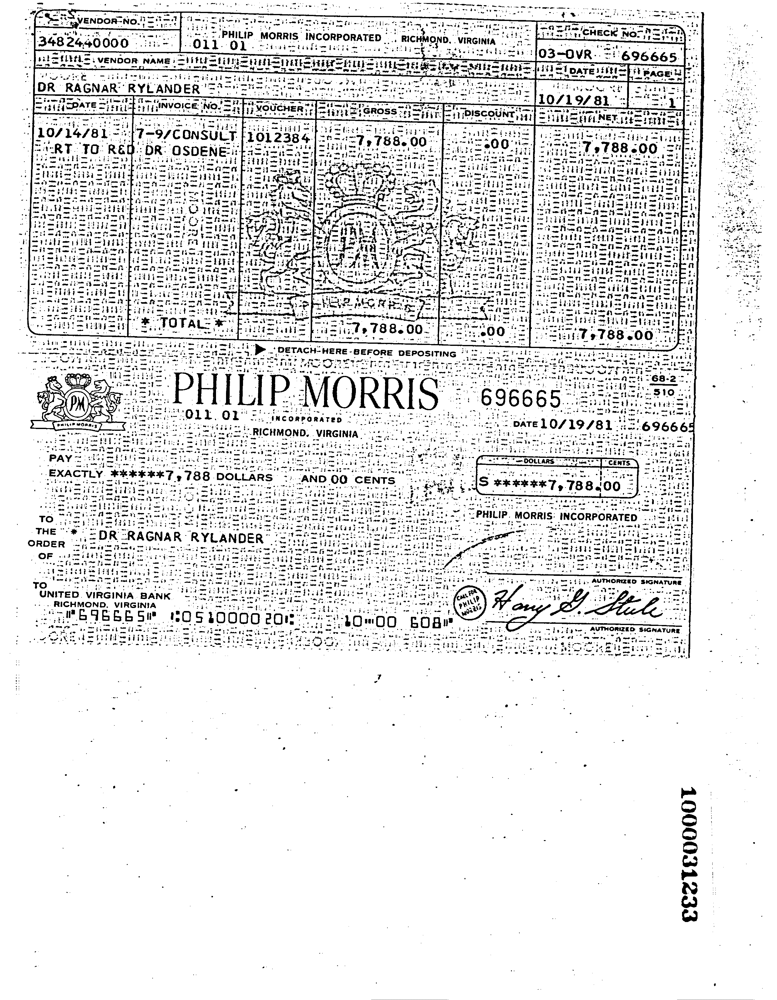 VENDOR NO.
PHILIP MORRIS INCORPORATED RICHMOND, VIRGINIA
CHECK NO.
3482440000
011 01
03-OVR 696665
VENDOR NAME
DATE PAGE
DR RAGNAR RYLANDER
10/19/81 1
DATE INVOICE NO. VOUCHER GROSS DISCOUNT NET
10/14/81 7-9/CONSULT 1012384 7,788.00 .00 7,788.00
RT TO R&D DR OSDENE
PM
PHILIP MORRIS
* TOTAL * 7,788.00 .00 7,788.00
DETACH HERE BEFORE DEPOSITING
PM
PHILIP MORRIS
PHILIP MORRIS
011 01 INCORPORATED
RICHMOND, VIRGINIA
696665
68-2
510
DATE 10/19/81 696665
PAY
EXACTLY ******7,788 DOLLARS AND 00 CENTS
DOLLARS CENTS
$ ******7,788.00
PHILIP MORRIS INCORPORATED
TO
THE * DR RAGNAR RYLANDER
ORDER
OF
AUTHORIZED SIGNATURE
TO
UNITED VIRGINIA BANK
RICHMOND, VIRGINIA
CALL FOR
PHILIP
MORRIS
⑈696665⑈ ⑆051000020⑆ 10⑉00 608⑈
AUTHORIZED SIGNATURE
1000031233